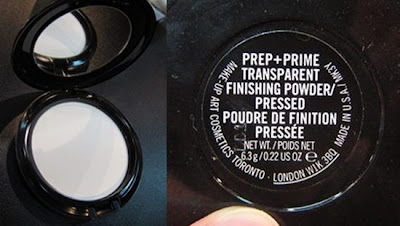 PREP+PRIME
TRANSPARENT
FINISHING POWDER/
PRESSED
POUDRE DE FINITION
PRESSÉE
NET WT. / POIDS NET
6.3 g / 0.22 US OZ e
MAKE-UP ART COSMETICS TORONTO · LONDON W1K 3BQ MADE IN U.S.A./